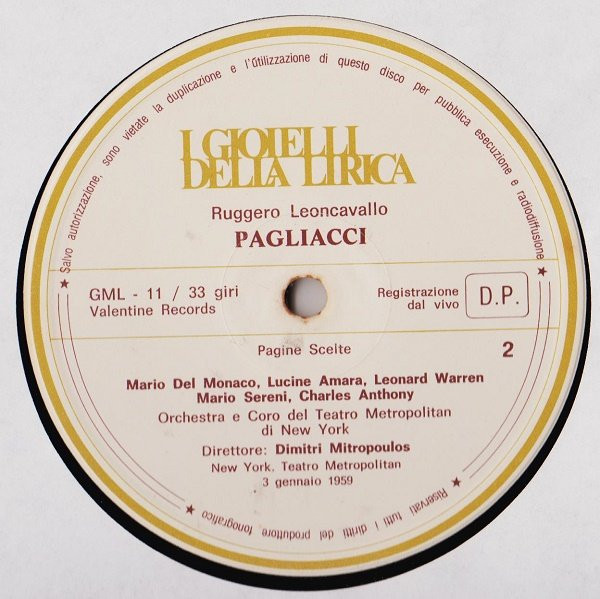 ★ Salvo autorizzazione, sono vietate la duplicazione e l'Utilizzazione di questo disco per pubblica esecuzione e radiodiffusione ★
I GIOIELLI
DELLA LIRICA
Ruggero Leoncavallo
PAGLIACCI
GML - 11 / 33 giri
Valentine Records
Registrazione
dal vivo
D.P.
Pagine Scelte
2
Mario Del Monaco, Lucine Amara, Leonard Warren
Mario Sereni, Charles Anthony
Orchestra e Coro del Teatro Metropolitan
di New York
Direttore: Dimitri Mitropoulos
New York. Teatro Metropolitan
3 gennaio 1959
★ Riservati tutti i diritti del produttore fonografico ★